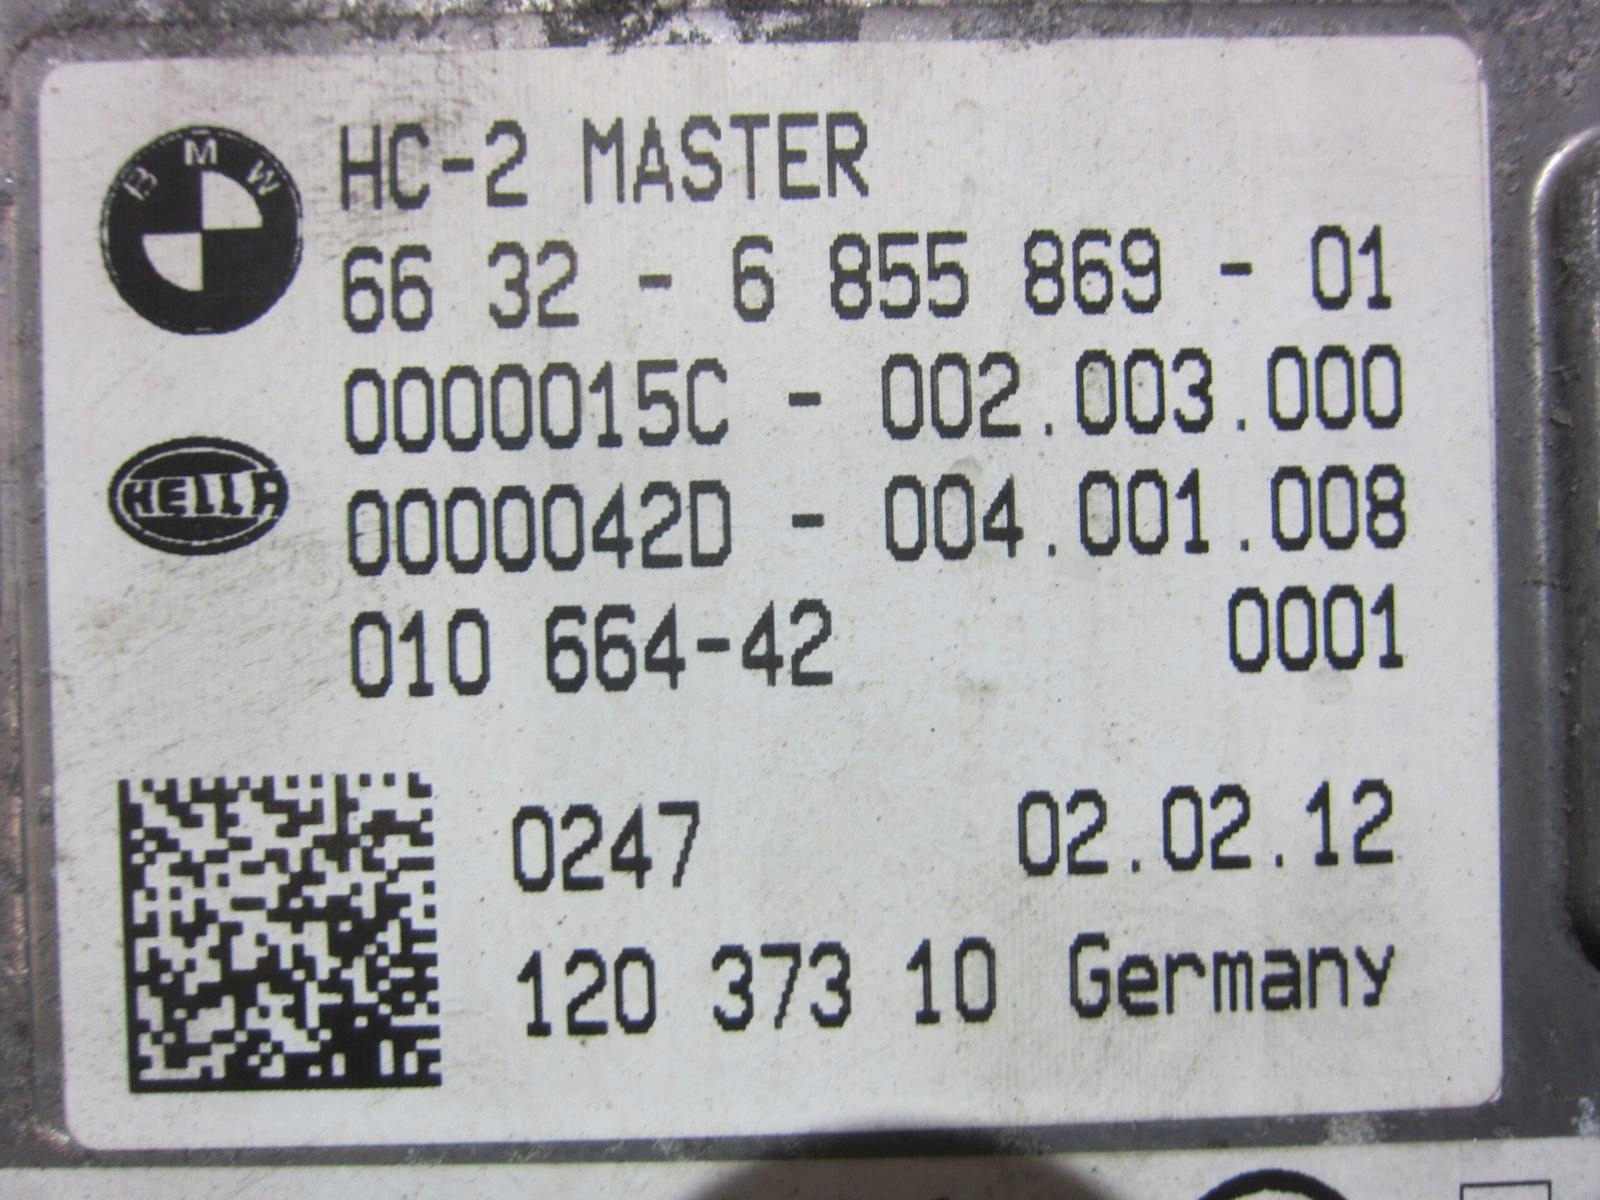 BMW
HC-2 MASTER
66 32 - 6 855 869 - 01
0000015C - 002.003.000
HELLA
0000042D - 004.001.008
010 664-42 0001
0247 02.02.12
120 373 10 Germany